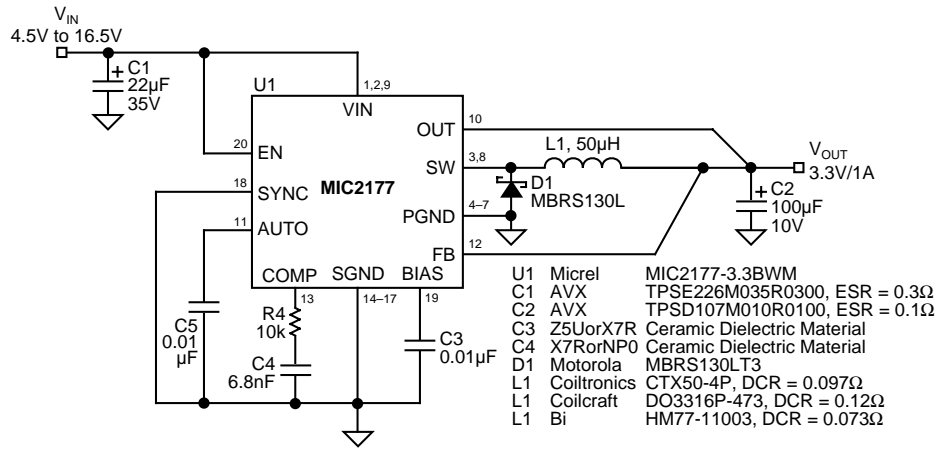 VIN
4.5V to 16.5V
C1
22µF
35V
U1
1,2,9
VIN
OUT
10
L1, 50µH
20
EN
SW
3,8
VOUT
3.3V/1A
18
SYNC
MIC2177
D1
MBRS130L
C2
100µF
10V
11
AUTO
PGND
4–7
FB
12
COMP
SGND
BIAS
13
14–17
19
R4
10k
C5
0.01
µF
C4
6.8nF
C3
0.01µF
U1 Micrel MIC2177-3.3BWM
C1 AVX TPSE226M035R0300, ESR = 0.3Ω
C2 AVX TPSD107M010R0100, ESR = 0.1Ω
C3 Z5UorX7R Ceramic Dielectric Material
C4 X7RorNP0 Ceramic Dielectric Material
D1 Motorola MBRS130LT3
L1 Coiltronics CTX50-4P, DCR = 0.097Ω
L1 Coilcraft DO3316P-473, DCR = 0.12Ω
L1 Bi HM77-11003, DCR = 0.073Ω